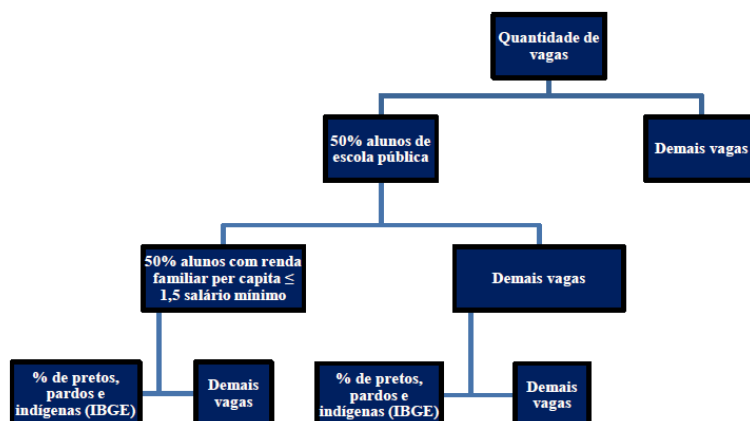 Quantidade de
vagas
50% alunos de
escola pública
Demais vagas
50% alunos com renda
familiar per capita ≤
1,5 salário mínimo
Demais vagas
% de pretos,
pardos e
indígenas (IBGE)
Demais
vagas
% de pretos,
pardos e
indígenas (IBGE)
Demais
vagas